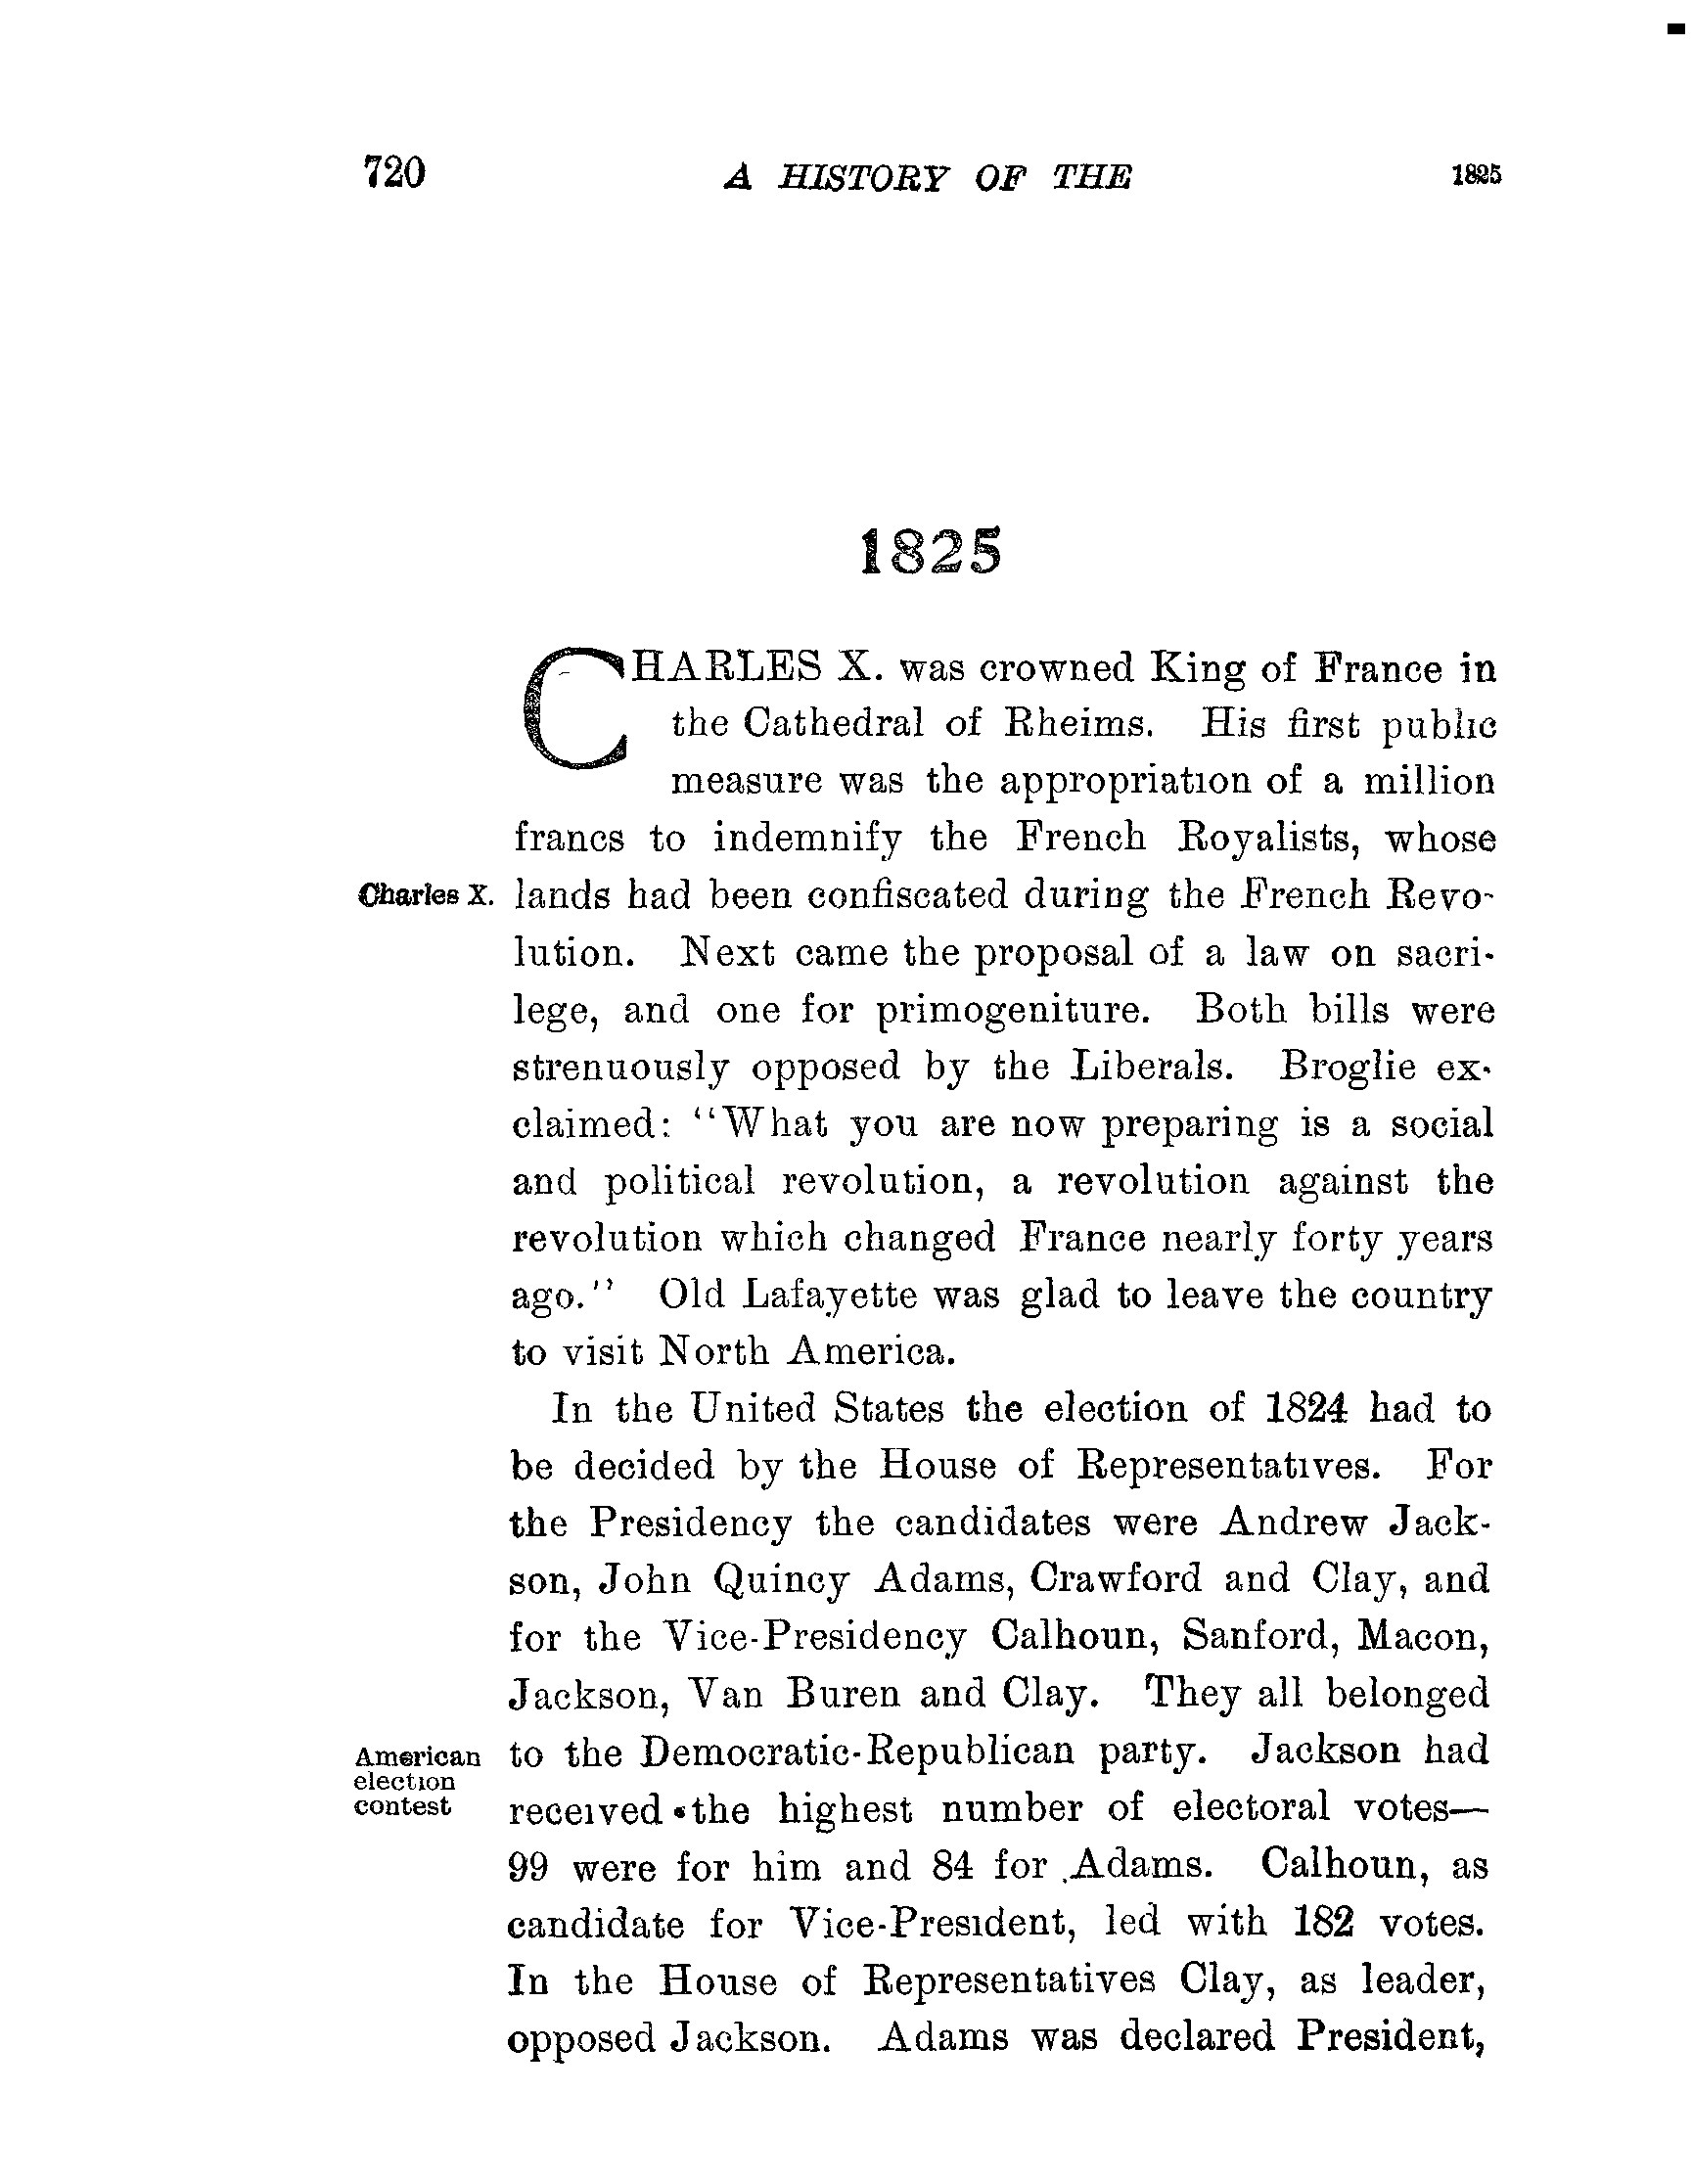 720 A HISTORY OF THE 1825
1825
CHARLES X. was crowned King of France in
the Cathedral of Rheims. His first public
measure was the appropriation of a million
francs to indemnify the French Royalists, whose
Charles X. lands had been confiscated during the French Revo-
lution. Next came the proposal of a law on sacri-
lege, and one for primogeniture. Both bills were
strenuously opposed by the Liberals. Broglie ex-
claimed: "What you are now preparing is a social
and political revolution, a revolution against the
revolution which changed France nearly forty years
ago." Old Lafayette was glad to leave the country
to visit North America.
In the United States the election of 1824 had to
be decided by the House of Representatives. For
the Presidency the candidates were Andrew Jack-
son, John Quincy Adams, Crawford and Clay, and
for the Vice-Presidency Calhoun, Sanford, Macon,
Jackson, Van Buren and Clay. They all belonged
American
election
contest
to the Democratic-Republican party. Jackson had
received the highest number of electoral votes—
99 were for him and 84 for Adams. Calhoun, as
candidate for Vice-President, led with 182 votes.
In the House of Representatives Clay, as leader,
opposed Jackson. Adams was declared President,